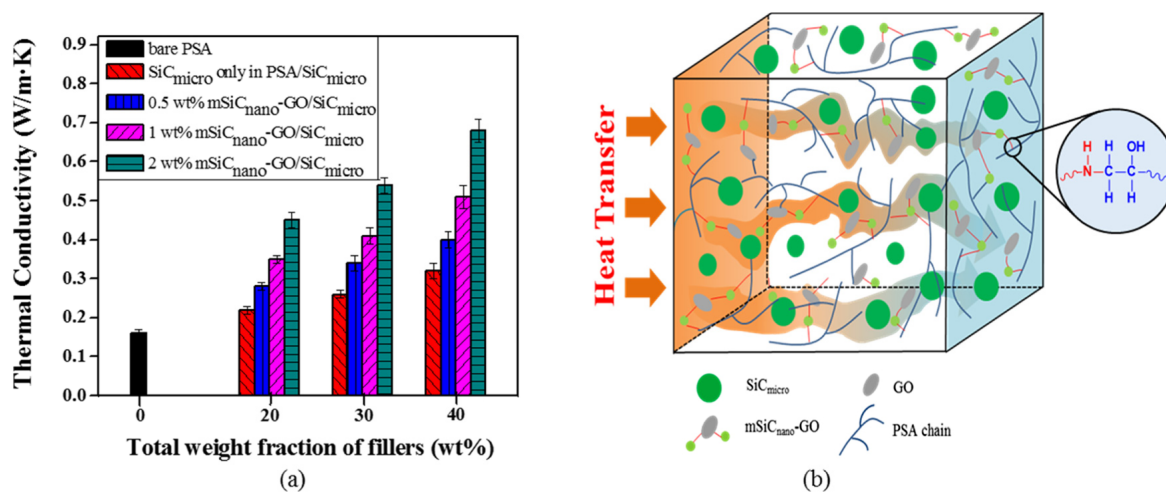 Thermal Conductivity (W/m·K)
0.9
0.8
0.7
0.6
0.5
0.4
0.3
0.2
0.1
0.0
bare PSA
SiCmicro only in PSA/SiCmicro
0.5 wt% mSiCnano-GO/SiCmicro
1 wt% mSiCnano-GO/SiCmicro
2 wt% mSiCnano-GO/SiCmicro
0
20
30
40
Total weight fraction of fillers (wt%)
(a)
Heat Transfer
H H OH
N C C
H H
SiCmicro
GO
mSiCnano-GO
PSA chain
(b)